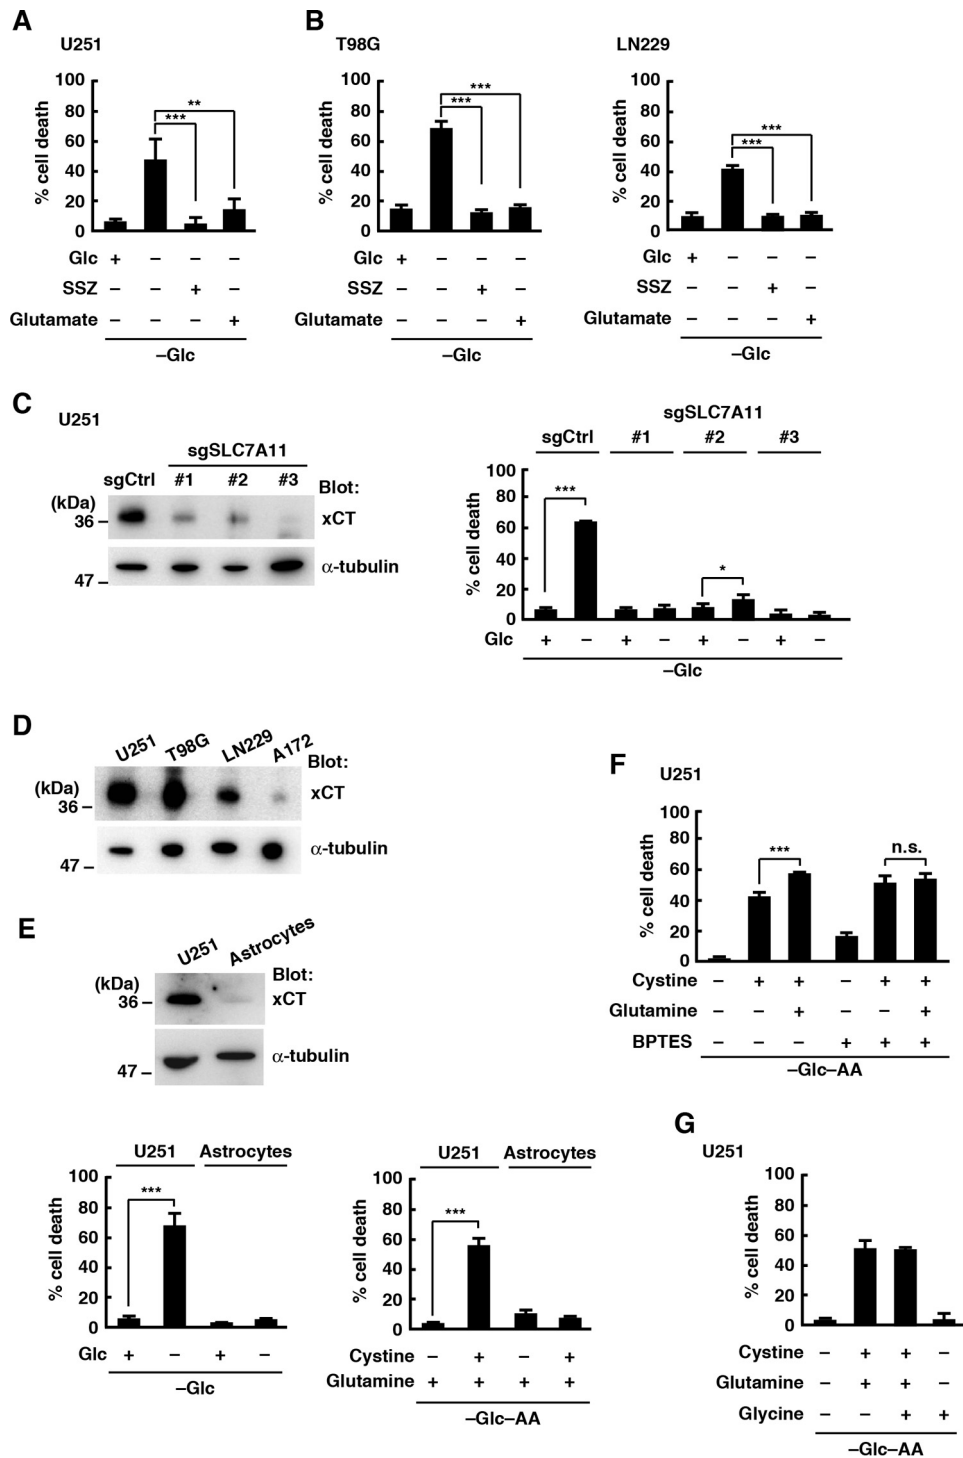 A
U251
% cell death
100
80
60
40
20
0
**
***
Glc + – – –
SSZ – – + –
Glutamate – – – +
–Glc
B
T98G
% cell death
100
80
60
40
20
0
***
***
Glc + – – –
SSZ – – + –
Glutamate – – – +
–Glc
LN229
% cell death
100
80
60
40
20
0
***
***
Glc + – – –
SSZ – – + –
Glutamate – – – +
–Glc
C
U251
sgSLC7A11
sgCtrl #1 #2 #3
Blot:
(kDa)
36 – xCT
α-tubulin
47 –
sgSLC7A11
sgCtrl #1 #2 #3
% cell death
100
80
60
40
20
0
***
*
Glc + – + – + – + –
–Glc
D
U251 T98G LN229 A172
Blot:
(kDa)
36 – xCT
α-tubulin
47 –
E
U251 Astrocytes
Blot:
(kDa)
36 – xCT
α-tubulin
47 –
U251 Astrocytes
% cell death
100
80
60
40
20
0
***
Glc + – + –
–Glc
U251 Astrocytes
% cell death
100
80
60
40
20
0
***
Cystine – + – +
Glutamine + + + +
–Glc–AA
F
U251
% cell death
100
80
60
40
20
0
***
n.s.
Cystine – + + – + +
Glutamine – – + – – +
BPTES – – – + + +
–Glc–AA
G
U251
% cell death
100
80
60
40
20
0
Cystine – + + –
Glutamine – + + –
Glycine – – + +
–Glc–AA